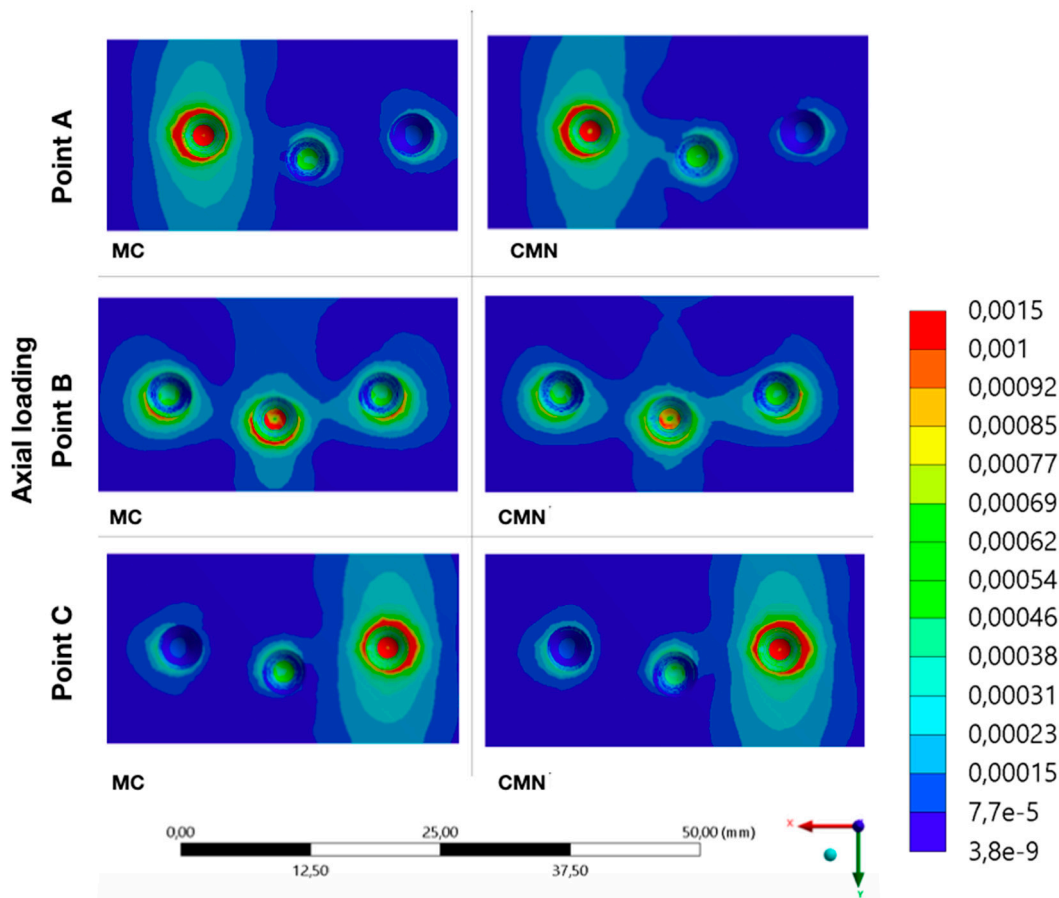 Axial loading
Point A
MC
CMN
Point B
MC
CMN
Point C
MC
CMN
0,0015
0,001
0,00092
0,00085
0,00077
0,00069
0,00062
0,00054
0,00046
0,00038
0,00031
0,00023
0,00015
7,7e-5
3,8e-9
0,00 25,00 50,00 (mm)
12,50 37,50
X
Y